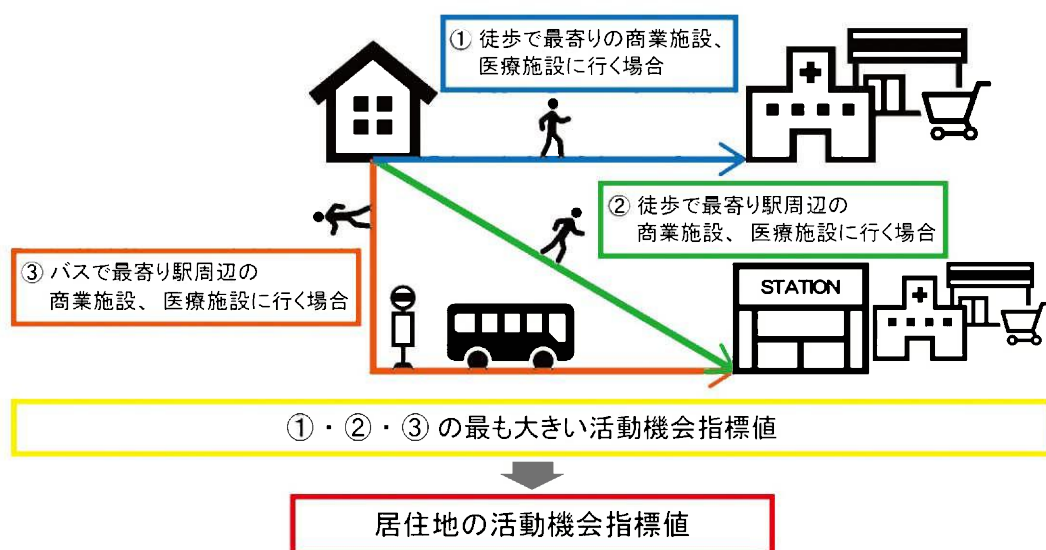 ① 徒歩で最寄りの商業施設、
医療施設に行く場合
② 徒歩で最寄り駅周辺の
商業施設、医療施設に行く場合
③ バスで最寄り駅周辺の
商業施設、医療施設に行く場合
STATION
①・②・③の最も大きい活動機会指標値
居住地の活動機会指標値